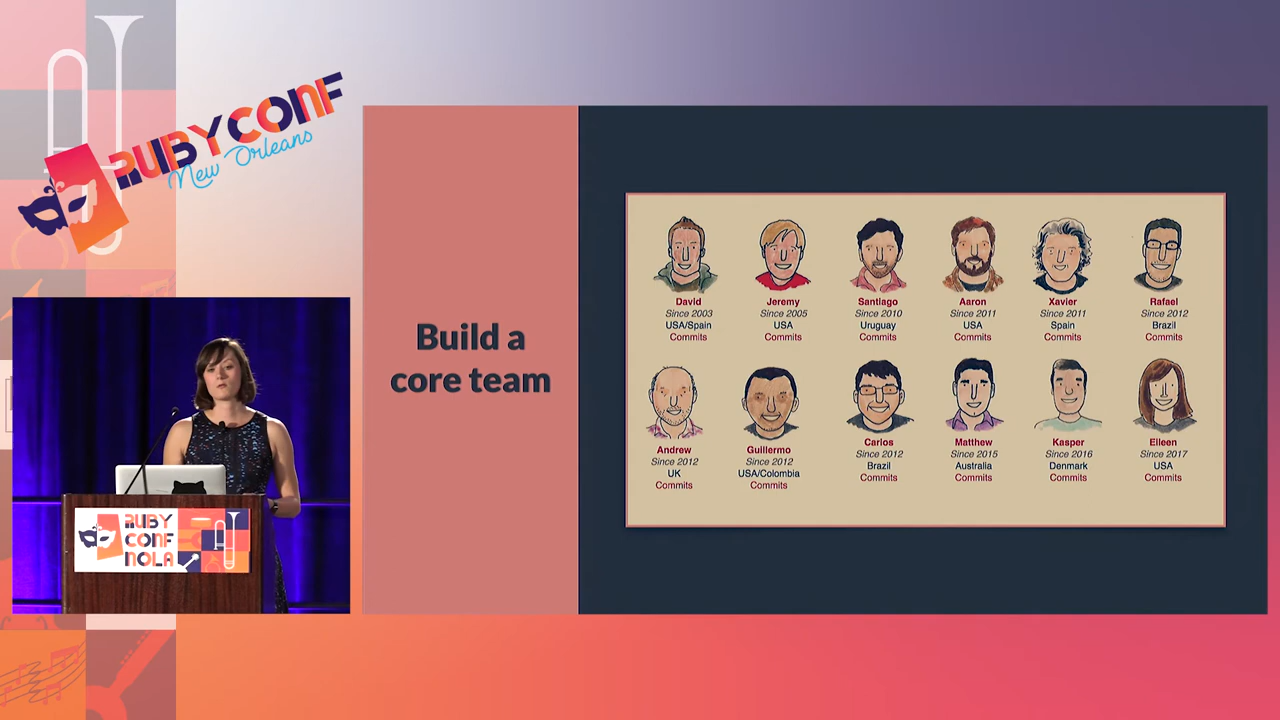 RUBYCONF
New Orleans
Build a
core team
David
Since 2003
USA/Spain
Commits
Jeremy
Since 2005
USA
Commits
Santiago
Since 2010
Uruguay
Commits
Aaron
Since 2011
USA
Commits
Xavier
Since 2011
Spain
Commits
Rafael
Since 2012
Brazil
Commits
Andrew
Since 2012
UK
Commits
Guillermo
Since 2012
USA/Colombia
Commits
Carlos
Since 2012
Brazil
Commits
Matthew
Since 2015
Australia
Commits
Kasper
Since 2016
Denmark
Commits
Eileen
Since 2017
USA
Commits
RUBY
CONF
NOLA